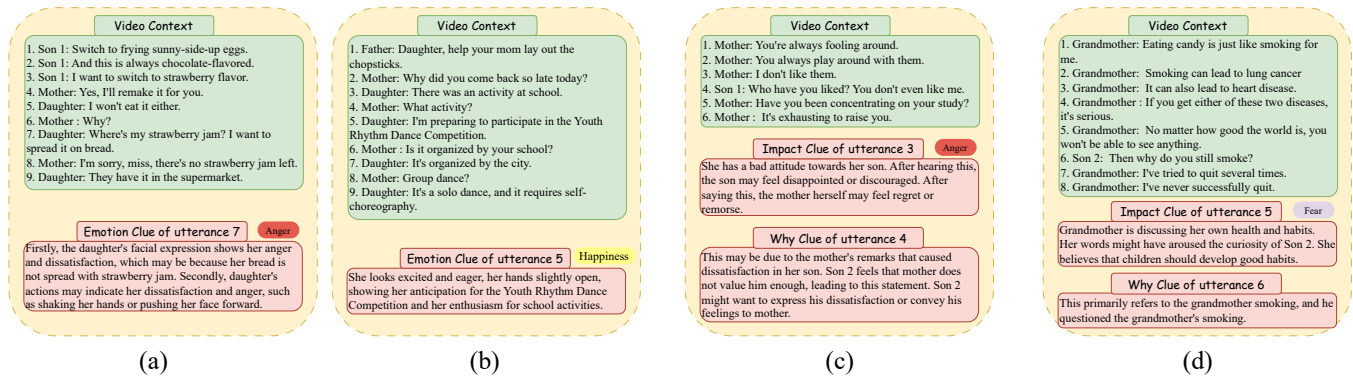 Video Context
1. Son 1: Switch to frying sunny-side-up eggs.
2. Son 1: And this is always chocolate-flavored.
3. Son 1: I want to switch to strawberry flavor.
4. Mother: Yes, I'll remake it for you.
5. Daughter: I won't eat it either.
6. Mother : Why?
7. Daughter: Where's my strawberry jam? I want to
spread it on bread.
8. Mother: I'm sorry, miss, there's no strawberry jam left.
9. Daughter: They have it in the supermarket.
Emotion Clue of utterance 7
Anger
Firstly, the daughter's facial expression shows her anger
and dissatisfaction, which may be because her bread is
not spread with strawberry jam. Secondly, daughter's
actions may indicate her dissatisfaction and anger, such
as shaking her hands or pushing her face forward.
(a)
Video Context
1. Father: Daughter, help your mom lay out the
chopsticks.
2. Mother: Why did you come back so late today?
3. Daughter: There was an activity at school.
4. Mother: What activity?
5. Daughter: I'm preparing to participate in the Youth
Rhythm Dance Competition.
6. Mother : Is it organized by your school?
7. Daughter: It's organized by the city.
8. Mother: Group dance?
9. Daughter: It's a solo dance, and it requires self-
choreography.
Emotion Clue of utterance 5
Happiness
She looks excited and eager, her hands slightly open,
showing her anticipation for the Youth Rhythm Dance
Competition and her enthusiasm for school activities.
(b)
Video Context
1. Mother: You're always fooling around.
2. Mother: You always play around with them.
3. Mother: I don't like them.
4. Son 1: Who have you liked? You don't even like me.
5. Mother: Have you been concentrating on your study?
6. Mother : It's exhausting to raise you.
Impact Clue of utterance 3
Anger
She has a bad attitude towards her son. After hearing this,
the son may feel disappointed or discouraged. After
saying this, the mother herself may feel regret or
remorse.
Why Clue of utterance 4
This may be due to the mother's remarks that caused
dissatisfaction in her son. Son 2 feels that mother does
not value him enough, leading to this statement. Son 2
might want to express his dissatisfaction or convey his
feelings to mother.
(c)
Video Context
1. Grandmother: Eating candy is just like smoking for
me.
2. Grandmother: Smoking can lead to lung cancer
3. Grandmother: It can also lead to heart disease.
4. Grandmother : If you get either of these two diseases,
it's serious.
5. Grandmother: No matter how good the world is, you
won't be able to see anything.
6. Son 2: Then why do you still smoke?
7. Grandmother: I've tried to quit several times.
8. Grandmother: I've never successfully quit.
Impact Clue of utterance 5
Fear
Grandmother is discussing her own health and habits.
Her words might have aroused the curiosity of Son 2. She
believes that children should develop good habits.
Why Clue of utterance 6
This primarily refers to the grandmother smoking, and he
questioned the grandmother's smoking.
(d)